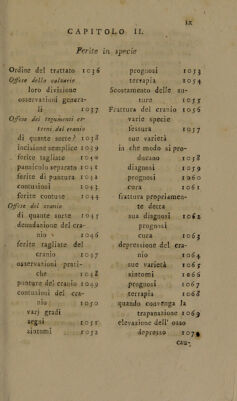 IX
CAPITOLO II.
Ferite in specie
Ordine del trattato 1036
Offese della calvarie
loro divisione
osservazioni genera-
li 1037
Offese dei tegumenti es-
terni del cranio
di quante sorte? 1038
incisione semplice 1039
ferite tagliate 1040
pannicolo separato 1041
ferite di puntura 1042
contusioni 1043
ferite contuse 1044
Offese del cranio
di quante sorte 1045
denudazione del cra-
nio 1046
ferite tagliate del
cranio 1047
osservazioni prati-
che 1048
punture del cranio 1049
contusioni del cra-
nio 1050
varj gradi
segni 1051
sintomi 1052
prognosi 1053
terrapia 1054
Scostamento delle su-
ture 1055
Frattura del cranio 1056
varie specie
fessura 1057
sue varietà
in che modo si pro-
ducano 1058
diagnosi 1059
prognosi 1060
cura 1061
frattura propriamen-
te detta
sua diagnosi 1062
prognosi
cura 1063
depressione del cra-
nio 1064
sue varietà 1065
sintomi 1066
prognosi 1067
terrapia 1068
quando convenga la
trapanazione 1069
elevazione dell' osso
depresso 1070
cau-